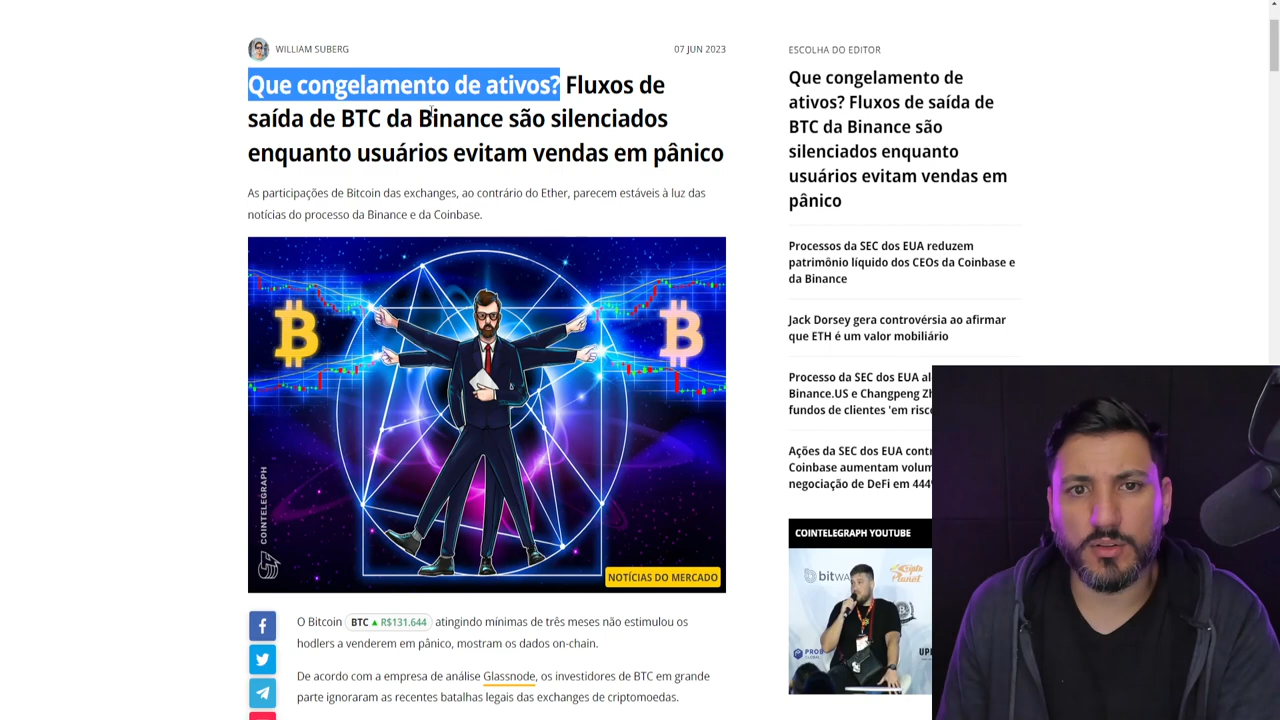 WILLIAM SUBERG
07 JUN 2023
Que congelamento de ativos? Fluxos de
saída de BTC da Binance são silenciados
enquanto usuários evitam vendas em pânico
As participações de Bitcoin das exchanges, ao contrário do Ether, parecem estáveis à luz das
notícias do processo da Binance e da Coinbase.
COINTELEGRAPH
NOTÍCIAS DO MERCADO
O Bitcoin BTC ▲ R$131.644 atingindo mínimas de três meses não estimulou os
hodlers a venderem em pânico, mostram os dados on-chain.
De acordo com a empresa de análise Glassnode, os investidores de BTC em grande
parte ignoraram as recentes batalhas legais das exchanges de criptomoedas.
ESCOLHA DO EDITOR
Que congelamento de
ativos? Fluxos de saída de
BTC da Binance são
silenciados enquanto
usuários evitam vendas em
pânico
Processos da SEC dos EUA reduzem
patrimônio líquido dos CEOs da Coinbase e
da Binance
Jack Dorsey gera controvérsia ao afirmar
que ETH é um valor mobiliário
Processo da SEC dos EUA al
Binance.US e Changpeng Zh
fundos de clientes 'em risc
Ações da SEC dos EUA cont
Coinbase aumentam volum
negociação de DeFi em 444
COINTELEGRAPH YOUTUBE
bitw